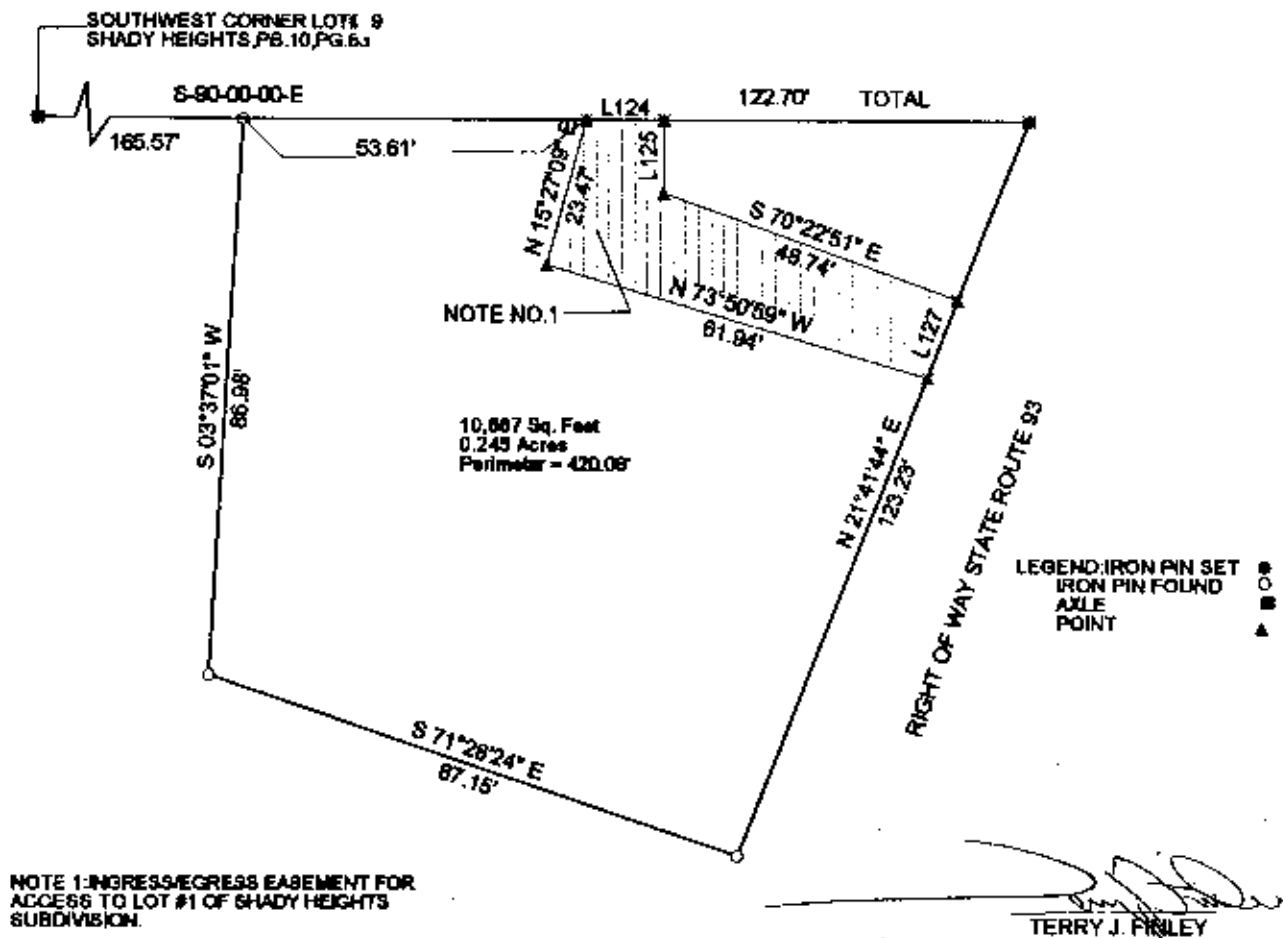 SOUTHWEST CORNER LOT# 9
SHADY HEIGHTS,PB.10,PG.
S-90-00-00-E
L124
122.70' TOTAL
165.57'
53.61'
L125
N 15°27'09" E
23.47'
S 70°22'51" E
48.74'
NOTE NO.1
N 73°50'59" W
61.94'
L127
S 03°37'01" W
86.98'
10,667 Sq. Feet
0.245 Acres
Perimeter = 420.06'
N 21°41'44" E
123.23'
RIGHT OF WAY STATE ROUTE 93
LEGEND:IRON PIN SET
IRON PIN FOUND
AXLE
POINT
S 71°26'24" E
87.15'
NOTE 1:INGRESS/EGRESS EASEMENT FOR
ACCESS TO LOT #1 OF SHADY HEIGHTS
SUBDIVISION.
TERRY J. FINLEY